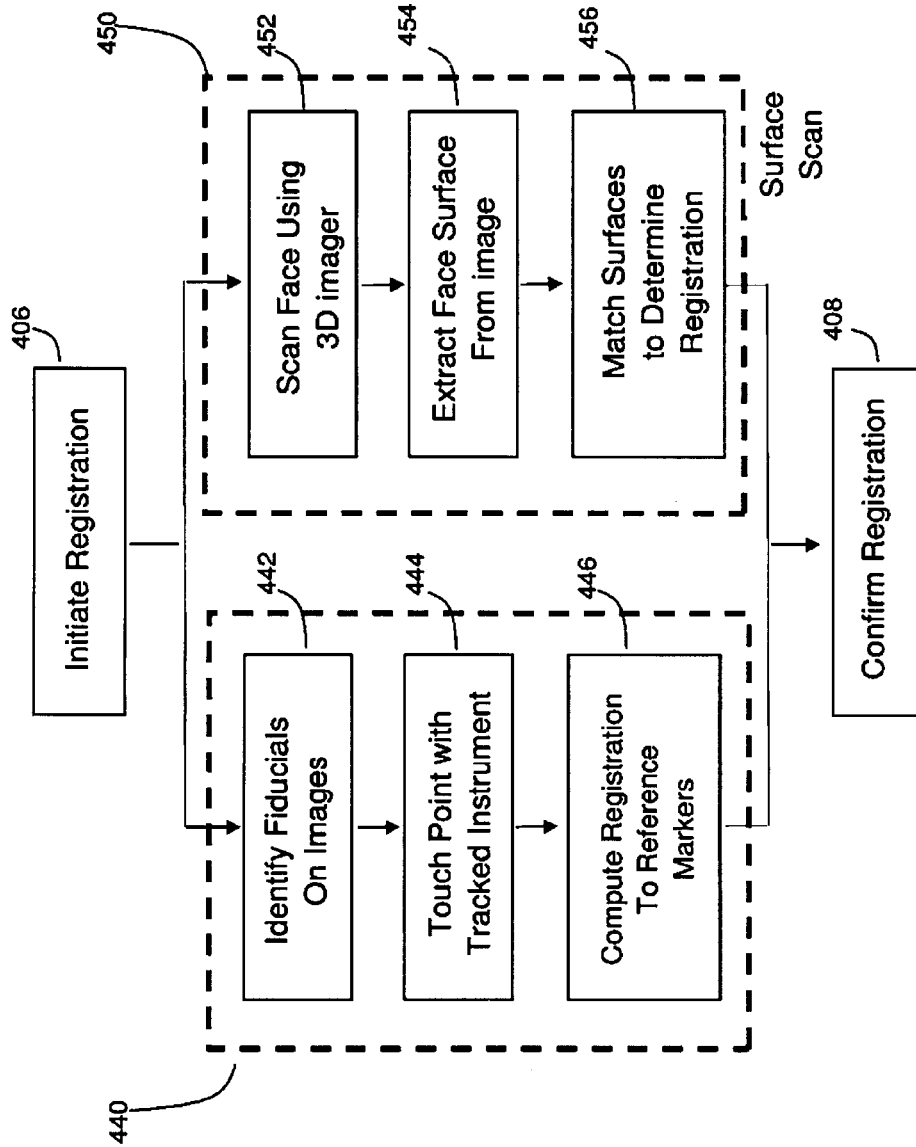 406
Initiate Registration
440
442
Identify Fiducials
On Images
444
Touch Point with
Tracked Instrument
446
Compute Registration
To Reference
Markers
450
452
Scan Face Using
3D imager
454
Extract Face Surface
From image
456
Match Surfaces
to Determine
Registration
Surface
Scan
408
Confirm Registration